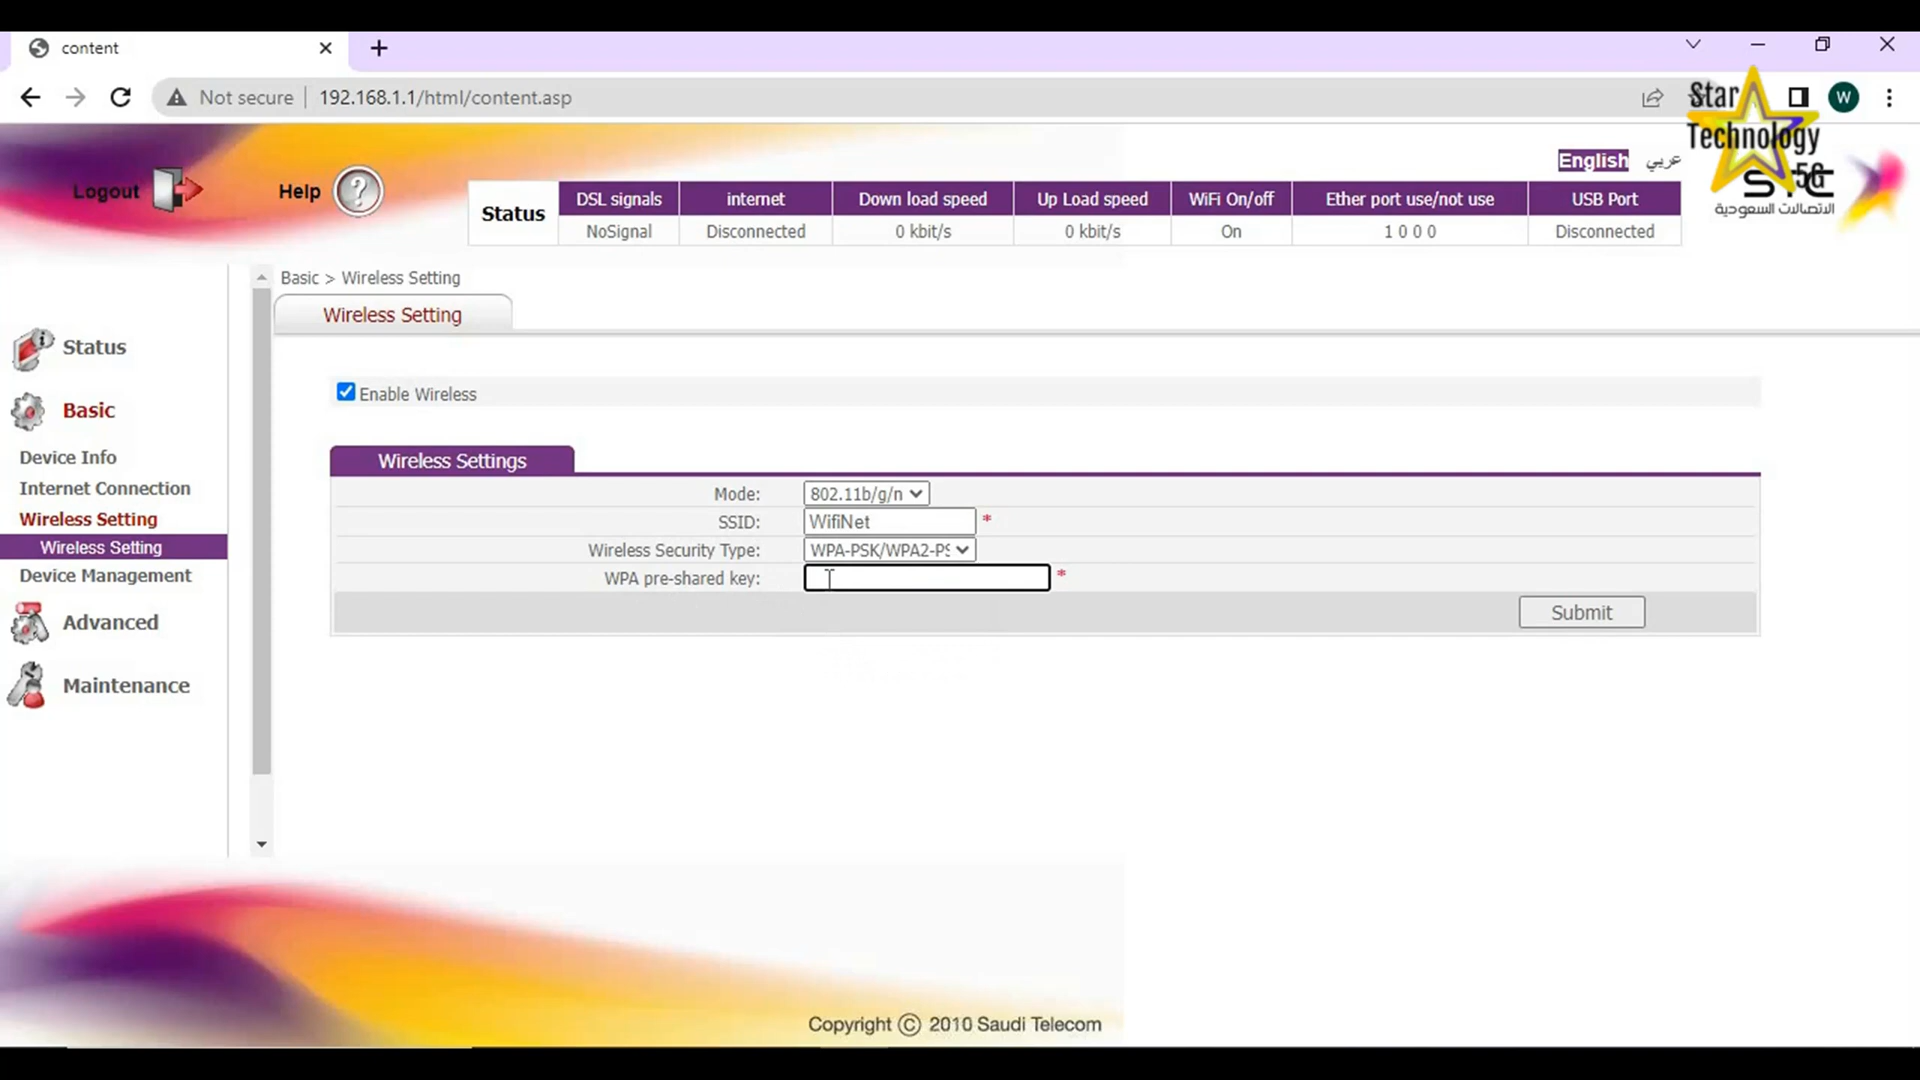 content
Not secure 192.168.1.1/html/content.asp
W
Star
Technology
5G
Logout
Help
English عربي
stc
الاتصالات السعودية
Status
DSL signals internet Down load speed Up Load speed WiFi On/off Ether port use/not use USB Port
NoSignal Disconnected 0 kbit/s 0 kbit/s On 1 0 0 0 Disconnected
Basic > Wireless Setting
Wireless Setting
Status
Basic
Device Info
Internet Connection
Wireless Setting
Wireless Setting
Device Management
Advanced
Maintenance
Enable Wireless
Wireless Settings
Mode: 802.11b/g/n
SSID: WifiNet *
Wireless Security Type: WPA-PSK/WPA2-PS
WPA pre-shared key: *
Submit
Copyright © 2010 Saudi Telecom